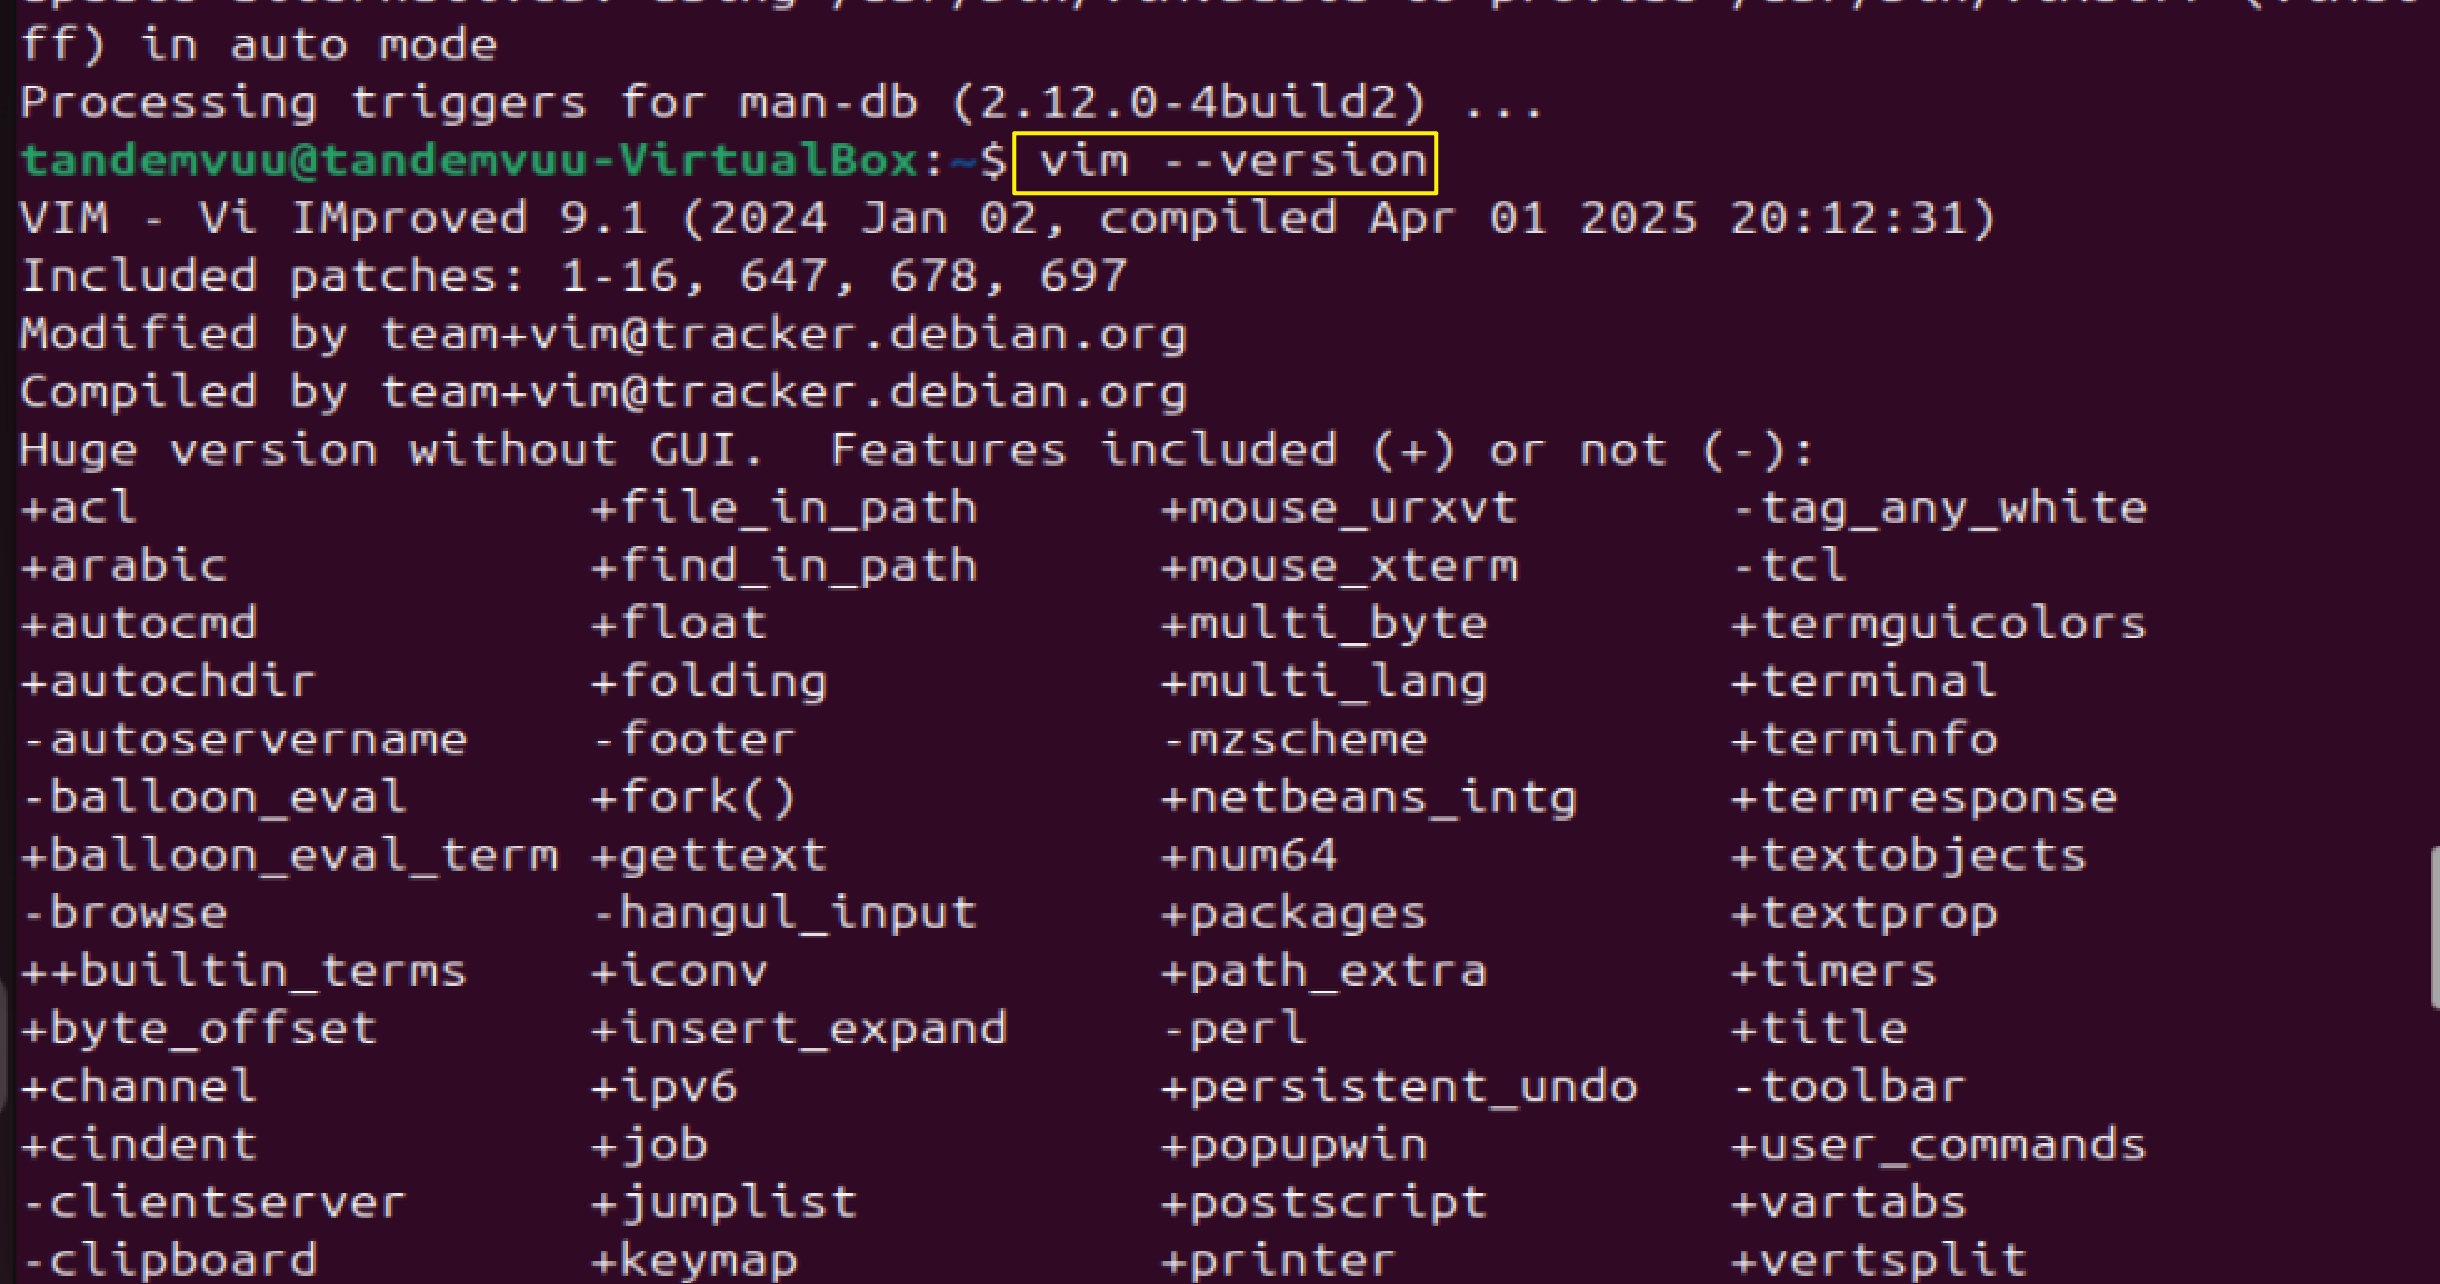 ff) in auto mode
Processing triggers for man-db (2.12.0-4build2) ...
tandemvuu@tandemvuu-VirtualBox:~$ vim --version
VIM - Vi IMproved 9.1 (2024 Jan 02, compiled Apr 01 2025 20:12:31)
Included patches: 1-16, 647, 678, 697
Modified by team+vim@tracker.debian.org
Compiled by team+vim@tracker.debian.org
Huge version without GUI.  Features included (+) or not (-):
+acl               +file_in_path      +mouse_urxvt       -tag_any_white
+arabic            +find_in_path      +mouse_xterm       -tcl
+autocmd           +float             +multi_byte        +termguicolors
+autochdir         +folding           +multi_lang        +terminal
-autoservername    -footer            -mzscheme          +terminfo
-balloon_eval      +fork()            +netbeans_intg     +termresponse
+balloon_eval_term +gettext           +num64             +textobjects
-browse            -hangul_input      +packages          +textprop
++builtin_terms    +iconv             +path_extra        +timers
+byte_offset       +insert_expand     -perl              +title
+channel           +ipv6              +persistent_undo   -toolbar
+cindent           +job               +popupwin          +user_commands
-clientserver      +jumplist          +postscript        +vartabs
-clipboard         +keymap            +printer           +vertsplit